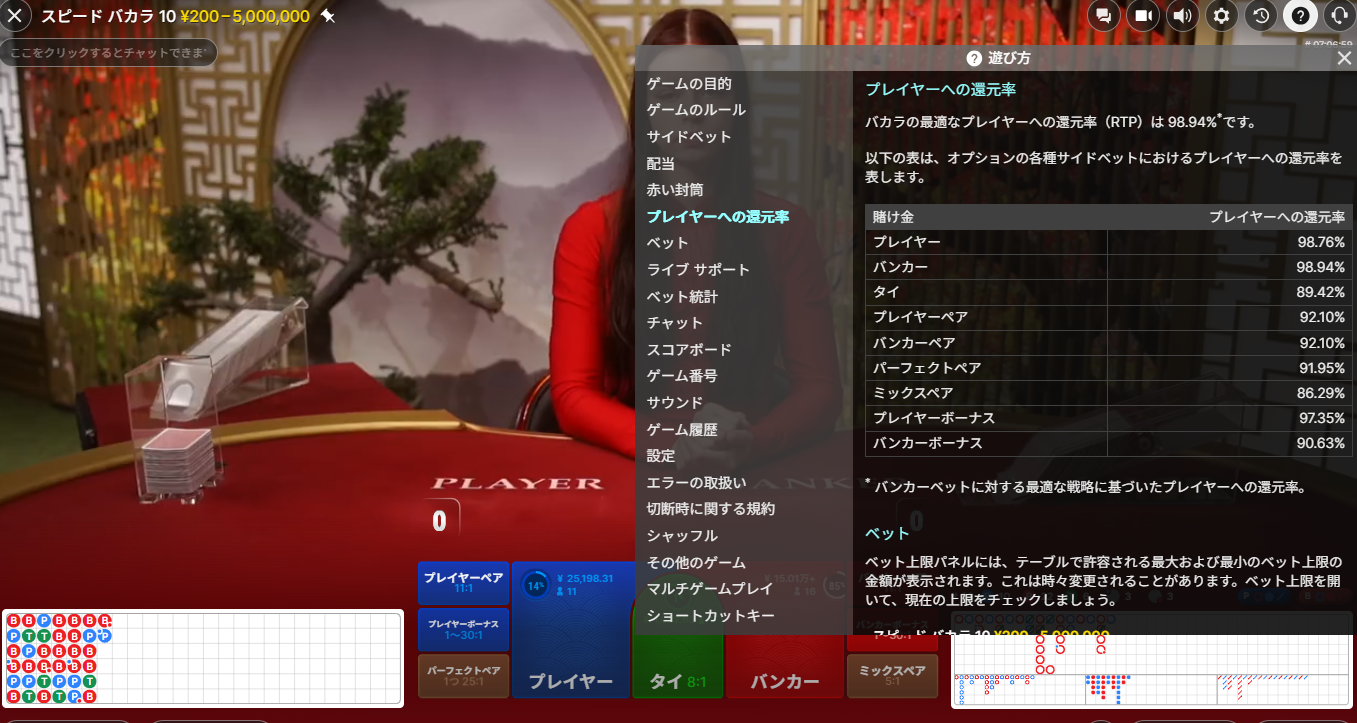 スピード バカラ 10 ¥200–5,000,000
ここをクリックするとチャットできま
遊び方
ゲームの目的
ゲームのルール
サイドベット
配当
赤い封筒
プレイヤーへの還元率
ベット
ライブ サポート
ベット統計
チャット
スコアボード
ゲーム番号
サウンド
ゲーム履歴
設定
エラーの取扱い
切断時に関する規約
シャッフル
その他のゲーム
マルチゲームプレイ
ショートカットキー
プレイヤーへの還元率
バカラの最適なプレイヤーへの還元率（RTP）は 98.94%*です。
以下の表は、オプションの各種サイドベットにおけるプレイヤーへの還元率を
表します。
賭け金 プレイヤーへの還元率
プレイヤー 98.76%
バンカー 98.94%
タイ 89.42%
プレイヤーペア 92.10%
バンカーペア 92.10%
パーフェクトペア 91.95%
ミックスペア 86.29%
プレイヤーボーナス 97.35%
バンカーボーナス 90.63%
* バンカーベットに対する最適な戦略に基づいたプレイヤーへの還元率。
ベット
ベット上限パネルには、テーブルで許容される最大および最小のベット上限の
金額が表示されます。これは時々変更されることがあります。ベット上限を開
いて、現在の上限をチェックしましょう。
スピード バカラ 10 ¥200–5,000,000
PLAYER
0
0
プレイヤーペア
11:1
プレイヤーボーナス
1〜30:1
パーフェクトペア
1つ 25:1
14%
¥ 25,198.31
11
プレイヤー
タイ 8:1
バンカー
85%
バンカーボーナス
ミックスペア
5:1
B B P B B B B
P T T B B P P
B P B B B B
B B B B B B
P P T P P T
B T B T P B